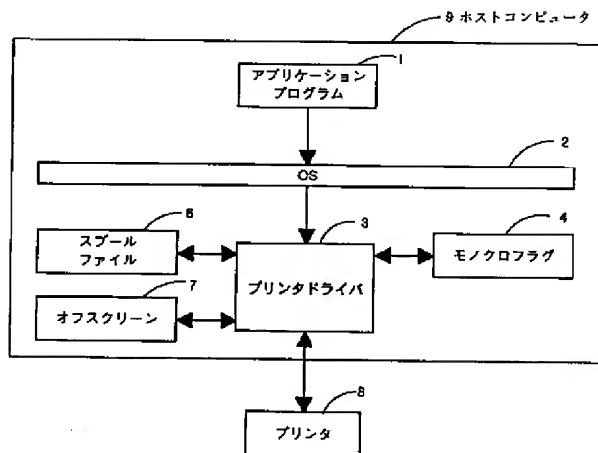 9 ホストコンピュータ
1
アプリケーション
プログラム
2
OS
6
スプール
ファイル
3
プリンタドライバ
4
モノクロフラグ
7
オフスクリーン
8
プリンタ